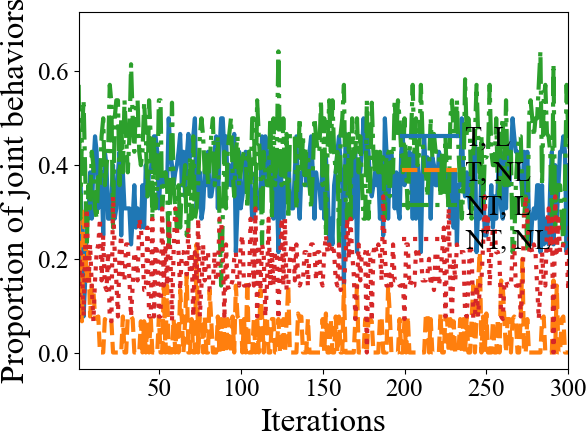 Proportion of joint behaviors
0.6
0.4
0.2
0.0
T, L
T, NL
NT, L
NT, NL
50
100
150
200
250
300
Iterations